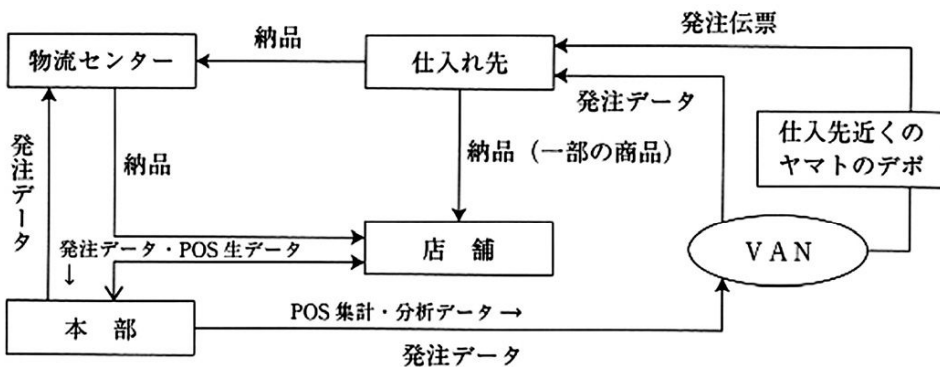 発注伝票
納品
物流センター
仕入れ先
発注データ
仕入先近くの
ヤマトのデポ
発注データ
納品
納品（一部の商品）
発注データ・POS生データ
↓
店　舗
VAN
本　部
POS集計・分析データ→
発注データ